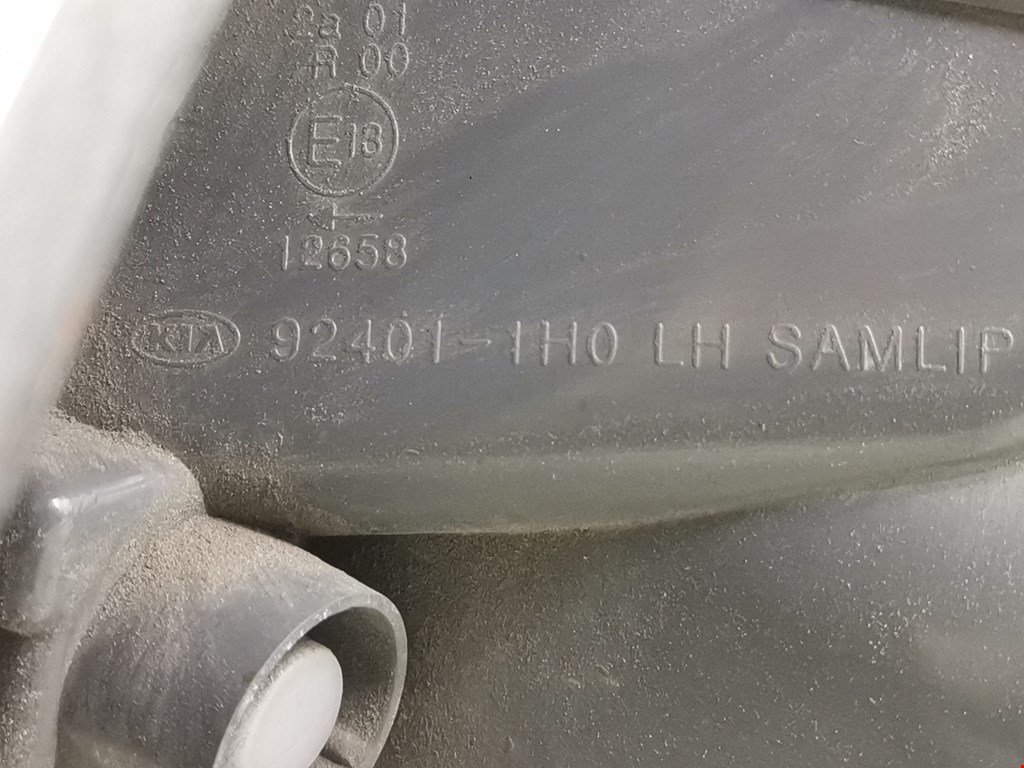 2a 01
R 00
E13
12658
KIA 92401-1H0 LH SAMLIP